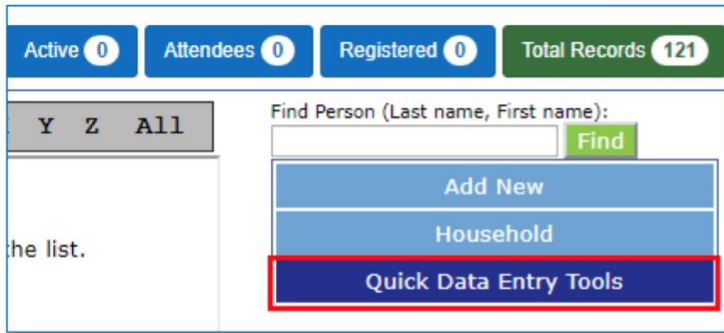 Active 0 Attendees 0 Registered 0 Total Records 121
Y Z All
Find Person (Last name, First name):
Find
Add New
Household
the list.
Quick Data Entry Tools